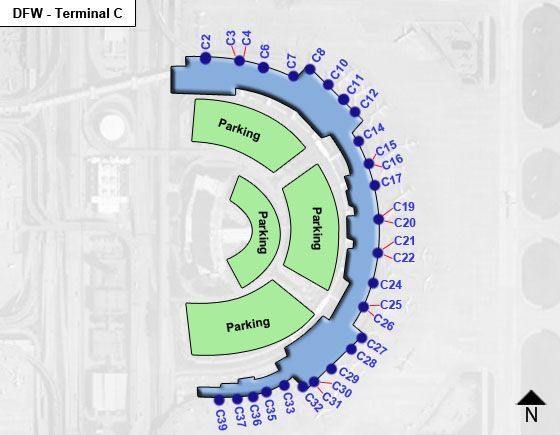 DFW - Terminal C
C2
C3
C4
C6
C7
C8
C10
C11
C12
C14
C15
C16
C17
C19
C20
C21
C22
C24
C25
C26
C27
C28
C29
C30
C31
C32
C33
C35
C36
C37
C39
Parking
Parking
Parking
Parking
N